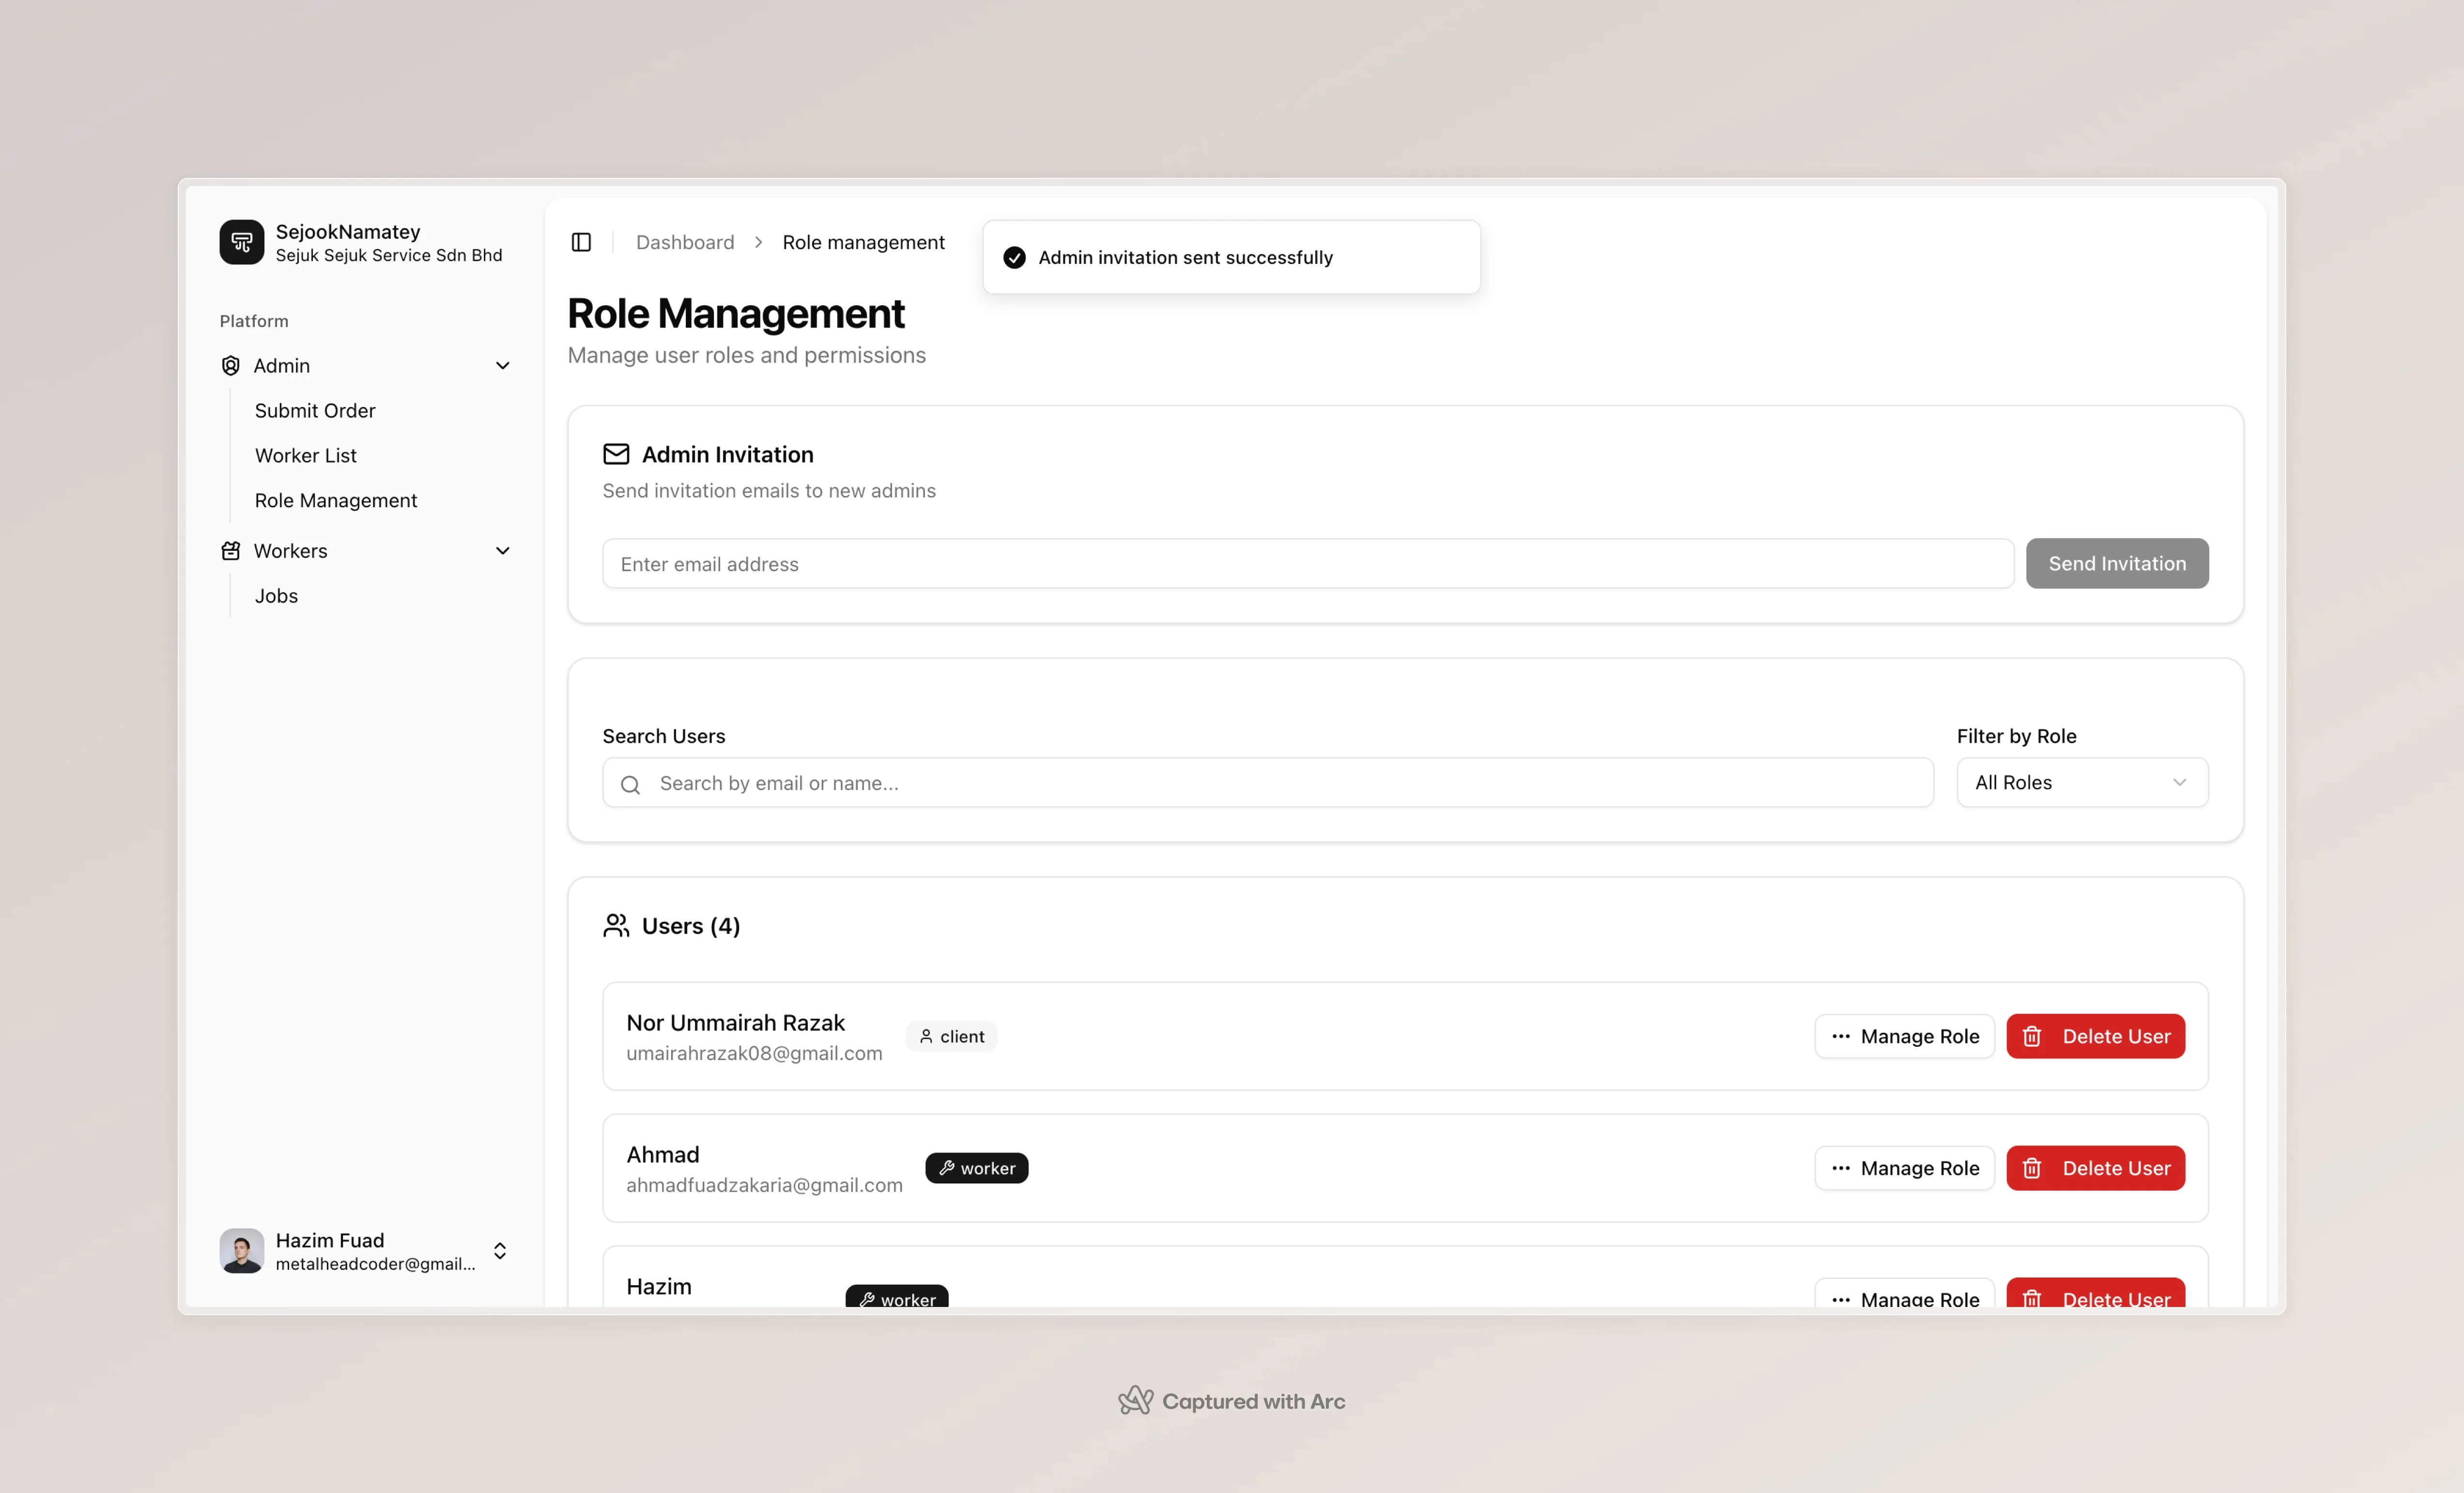 SejookNamatey
Sejuk Sejuk Service Sdn Bhd
Platform
Admin
Submit Order
Worker List
Role Management
Workers
Jobs
Hazim Fuad
metalheadcoder@gmail...
Dashboard > Role management
Admin invitation sent successfully
Role Management
Manage user roles and permissions
Admin Invitation
Send invitation emails to new admins
Enter email address
Send Invitation
Search Users
Search by email or name...
Filter by Role
All Roles
Users (4)
Nor Ummairah Razak
umairahrazak08@gmail.com
client
... Manage Role
Delete User
Ahmad
ahmadfuadzakaria@gmail.com
worker
... Manage Role
Delete User
Hazim
worker
... Manage Role
Delete User
Captured with Arc